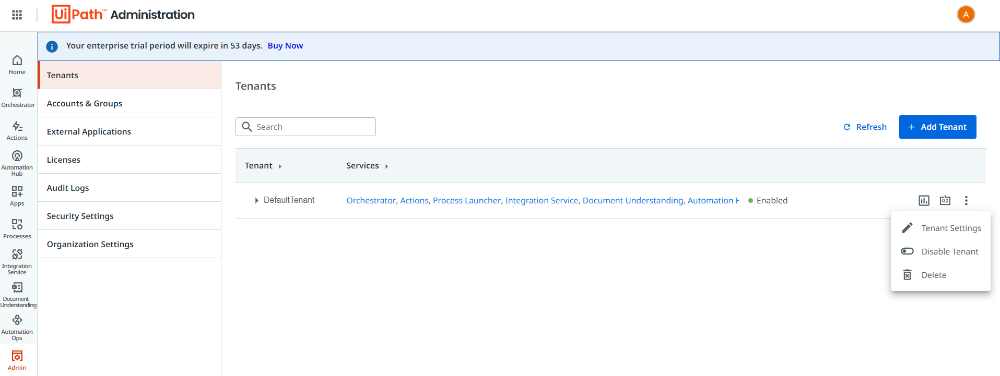 UiPath™ Administration
A
Your enterprise trial period will expire in 53 days. Buy Now
Home
Orchestrator
Actions
Automation
Hub
Apps
Processes
Integration
Service
Document
Understanding
Automation
Ops
Admin
Tenants
Accounts & Groups
External Applications
Licenses
Audit Logs
Security Settings
Organization Settings
Tenants
Search
Refresh
+ Add Tenant
Tenant
Services
DefaultTenant
Orchestrator, Actions, Process Launcher, Integration Service, Document Understanding, Automation
Enabled
Tenant Settings
Disable Tenant
Delete